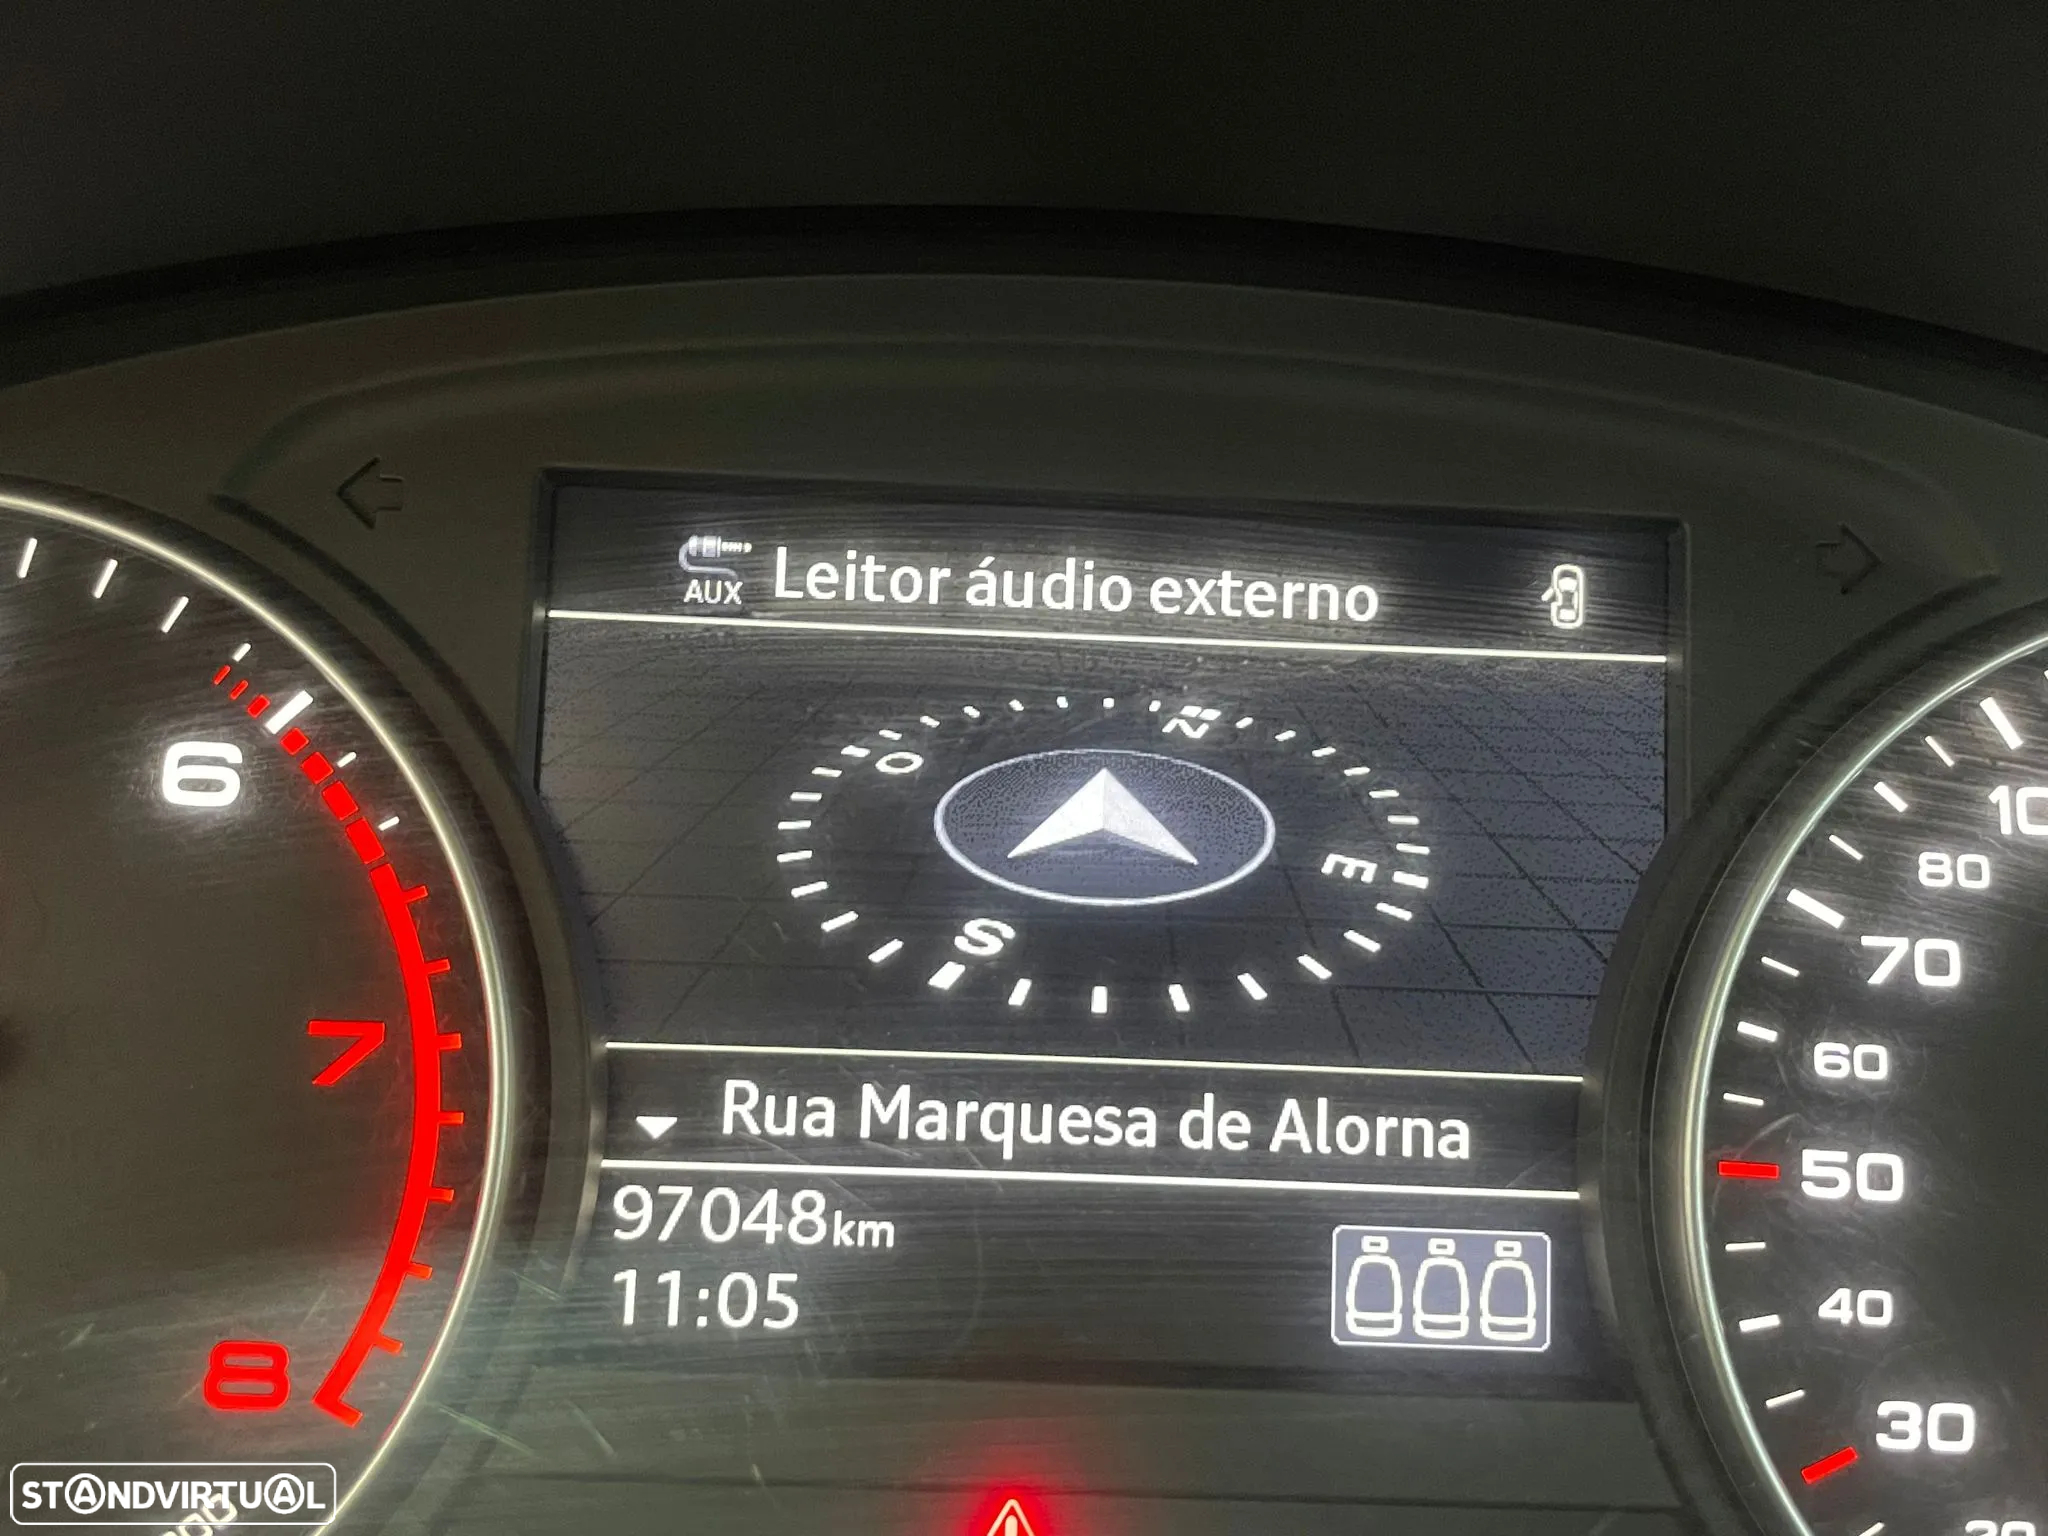 AUX Leitor áudio externo
N
O
E
S
Rua Marquesa de Alorna
97048km
11:05
6
7
8
80
70
60
50
40
30
STANDVIRTUAL